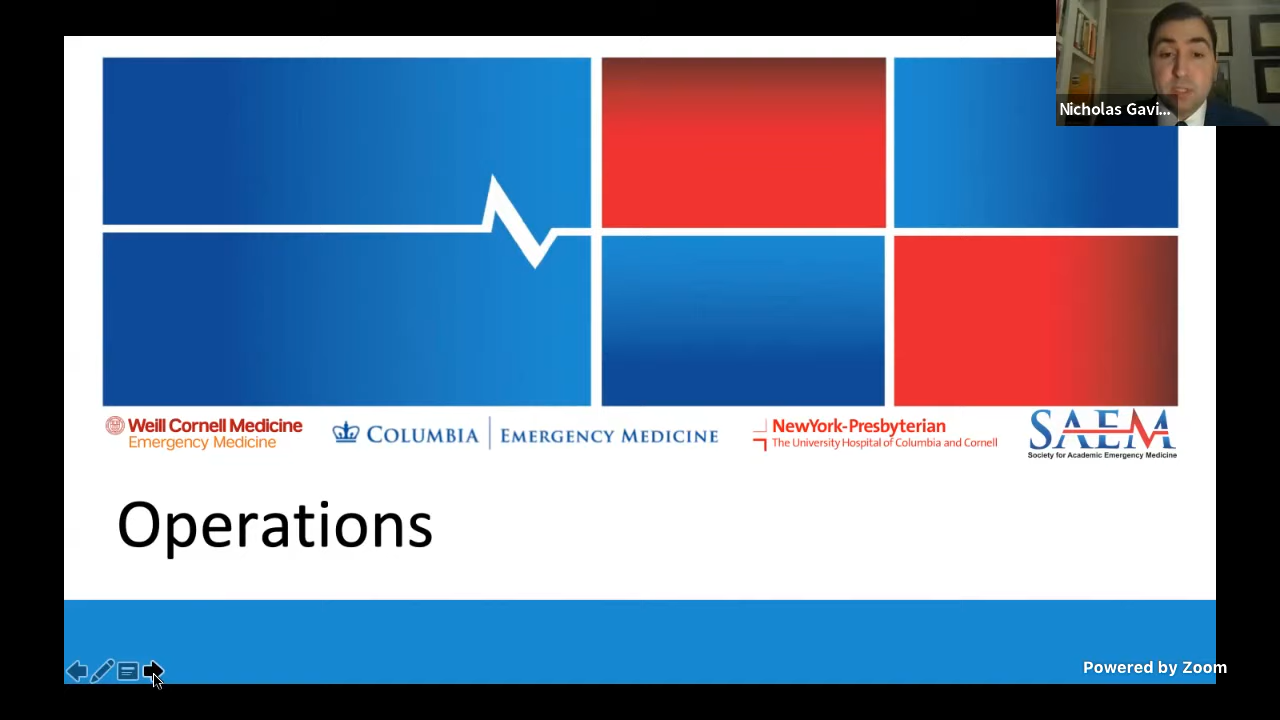 Nicholas Gavi...
Weill Cornell Medicine
Emergency Medicine
COLUMBIA EMERGENCY MEDICINE
NewYork-Presbyterian
The University Hospital of Columbia and Cornell
SAEM
Society for Academic Emergency Medicine
Operations
Powered by Zoom